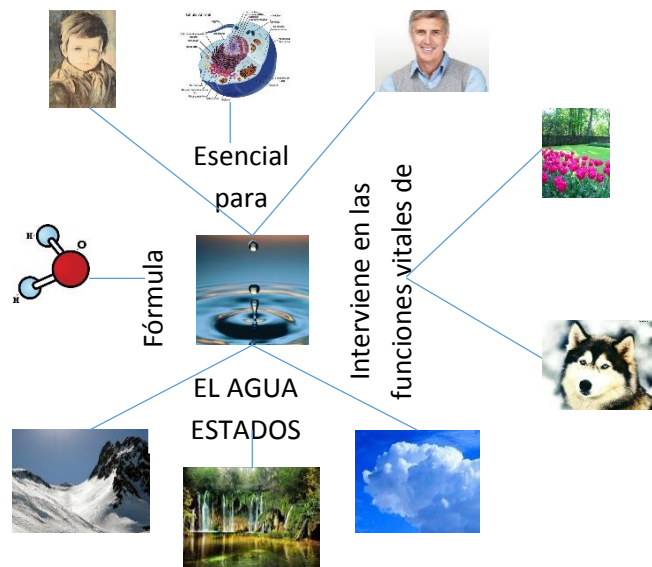 Esencial
para
Interviene en las
funciones vitales de
H
O
H
Fórmula
EL AGUA
ESTADOS